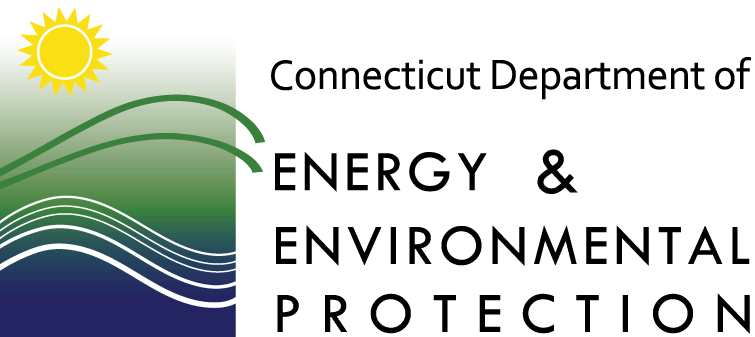 Connecticut Department of
ENERGY &
ENVIRONMENTAL
PROTECTION